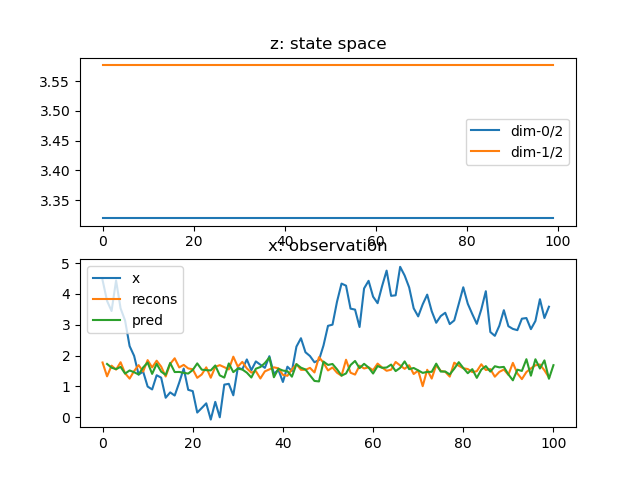 z: state space
3.55
3.50
3.45
3.40
3.35
dim-0/2
dim-1/2
0 20 40 60 80 100
x: observation
5
4
3
2
1
0
x
recons
pred
0 20 40 60 80 100